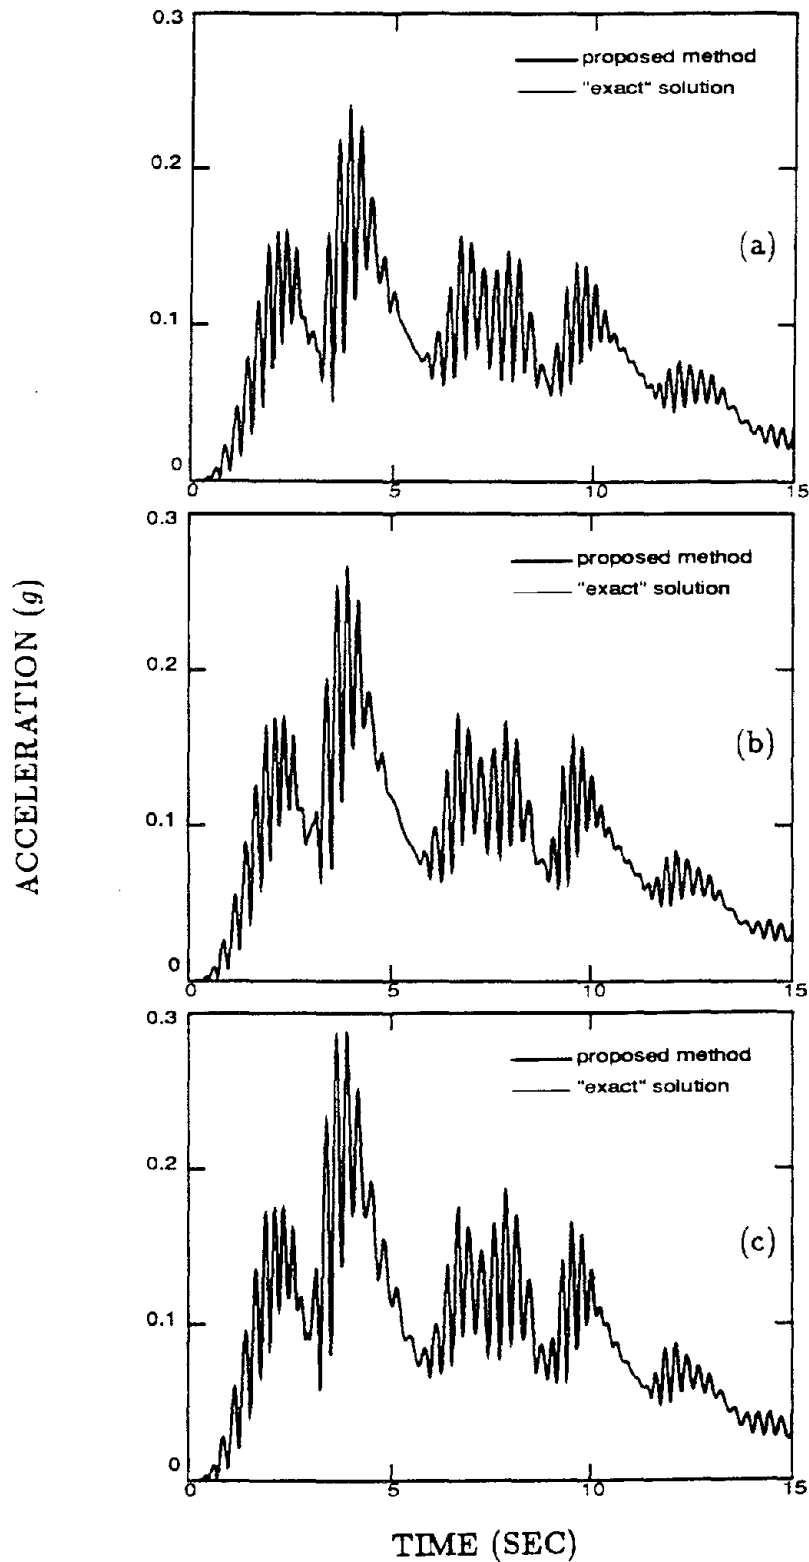 0.3
proposed method
"exact" solution
0.2
(a)
0.1
0
0
5
10
15
0.3
proposed method
"exact" solution
ACCELERATION (g)
0.2
(b)
0.1
0
0
5
10
15
0.3
proposed method
"exact" solution
0.2
(c)
0.1
0
0
5
10
15
TIME (SEC)